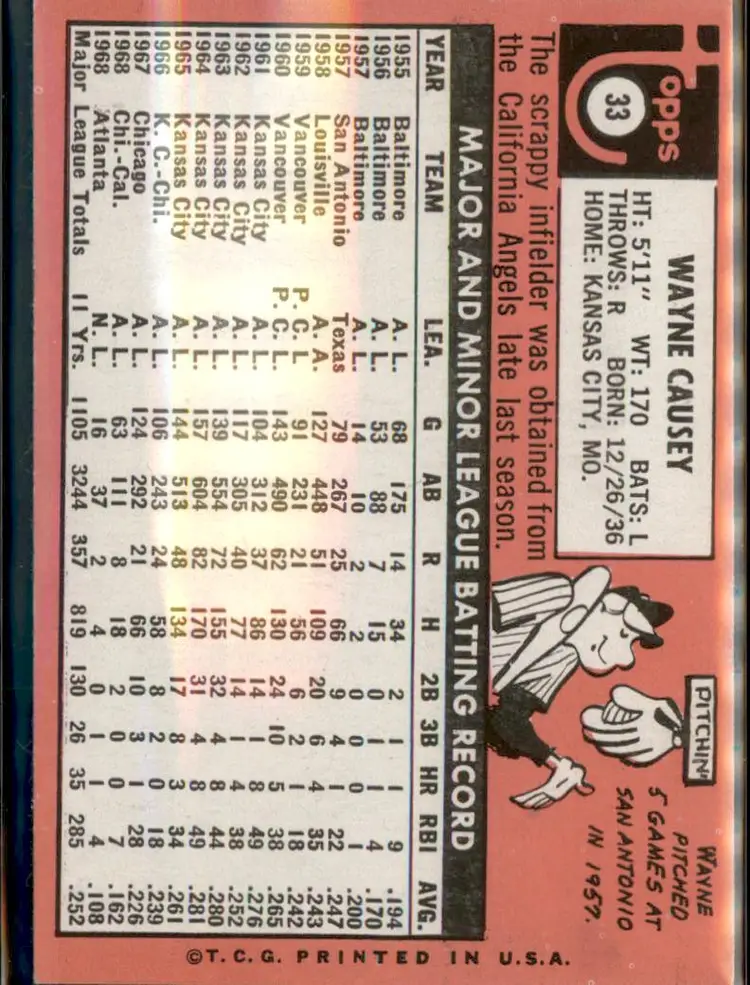 Topps
33
WAYNE CAUSEY
HT: 5'11" WT: 170 BATS: L
THROWS: R BORN: 12/26/36
HOME: KANSAS CITY, MO.
PITCHIN'
WAYNE
PITCHED
5 GAMES AT
SAN ANTONIO
IN 1957.
The scrappy infielder was obtained from
the California Angels late last season.
MAJOR AND MINOR LEAGUE BATTING RECORD
YEAR TEAM LEA. G AB R H 2B 3B HR RBI AVG.
1955 Baltimore A. L. 68 175 14 34 2 1 1 9 .194
1956 Baltimore A. L. 53 88 7 15 0 1 1 4 .170
1957 Baltimore A. L. 14 10 2 2 0 0 0 1 .200
1957 San Antonio Texas 79 267 25 66 9 4 1 22 .247
1958 Louisville A. A. 127 448 51 109 20 6 4 35 .243
1959 Vancouver P. C. L 91 231 21 56 6 2 1 18 .242
1960 Vancouver P. C. L. 143 490 62 130 24 10 5 38 .265
1961 Kansas City A. L. 104 312 37 86 14 1 8 49 .276
1962 Kansas City A. L. 117 305 40 77 14 1 4 38 .252
1963 Kansas City A. L. 139 554 72 155 32 4 8 44 .280
1964 Kansas City A. L. 157 604 82 170 31 4 8 49 .281
1965 Kansas City A. L. 144 513 48 134 17 8 3 34 .261
1966 K. C.-Chi. A. L. 106 243 24 58 8 2 0 18 .239
1967 Chicago A. L. 124 292 21 66 10 3 1 28 .226
1968 Chi.-Cal. A. L. 63 111 8 18 2 0 0 7 .162
1968 Atlanta N. L. 16 37 2 4 0 1 1 4 .108
Major League Totals 11 Yrs. 1105 3244 357 819 130 26 35 285 .252
©T. C. G. PRINTED IN U.S.A.